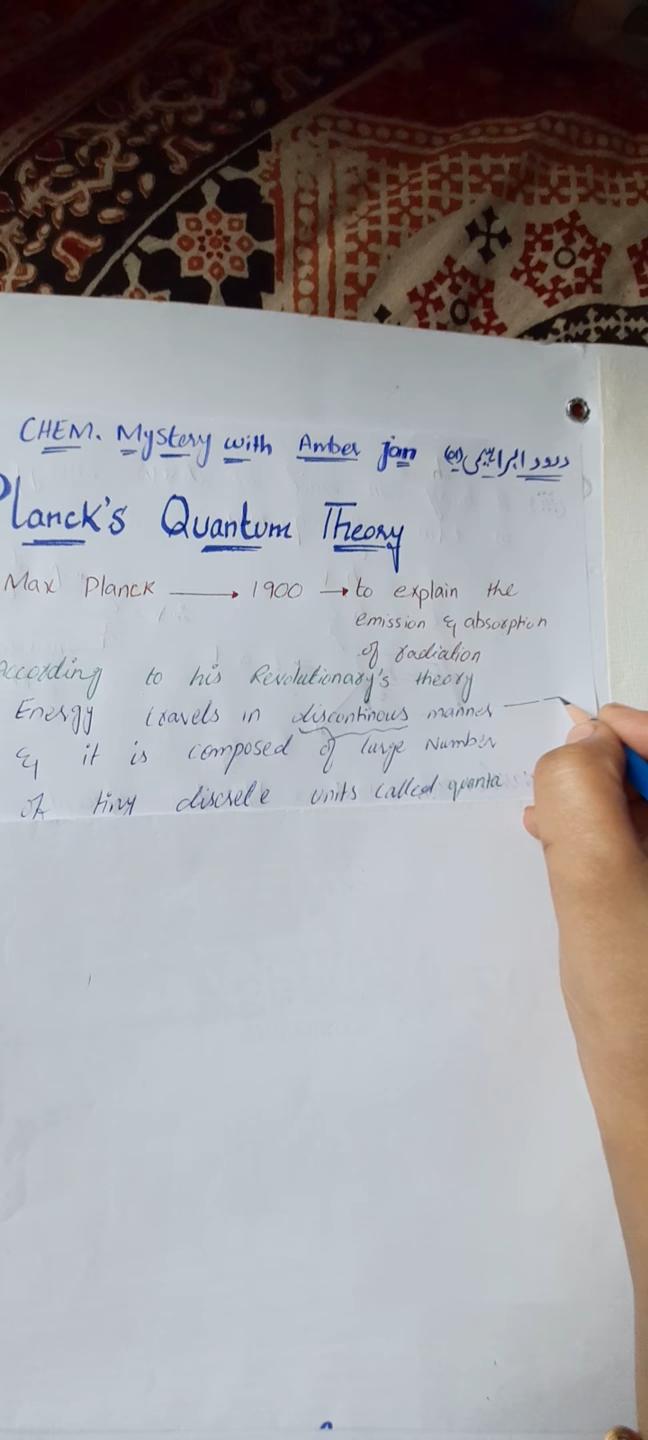 CHEM. Mystery with Amber jan درود ابراہیمی (ص)
Planck's Quantum Theory
Max Planck → 1900 → to explain the
emission & absorption
of radiation
According to his Revolutionary's theory
Energy travels in discontinous manner —
& it is composed of large Number
of tiny discrete units called quanta